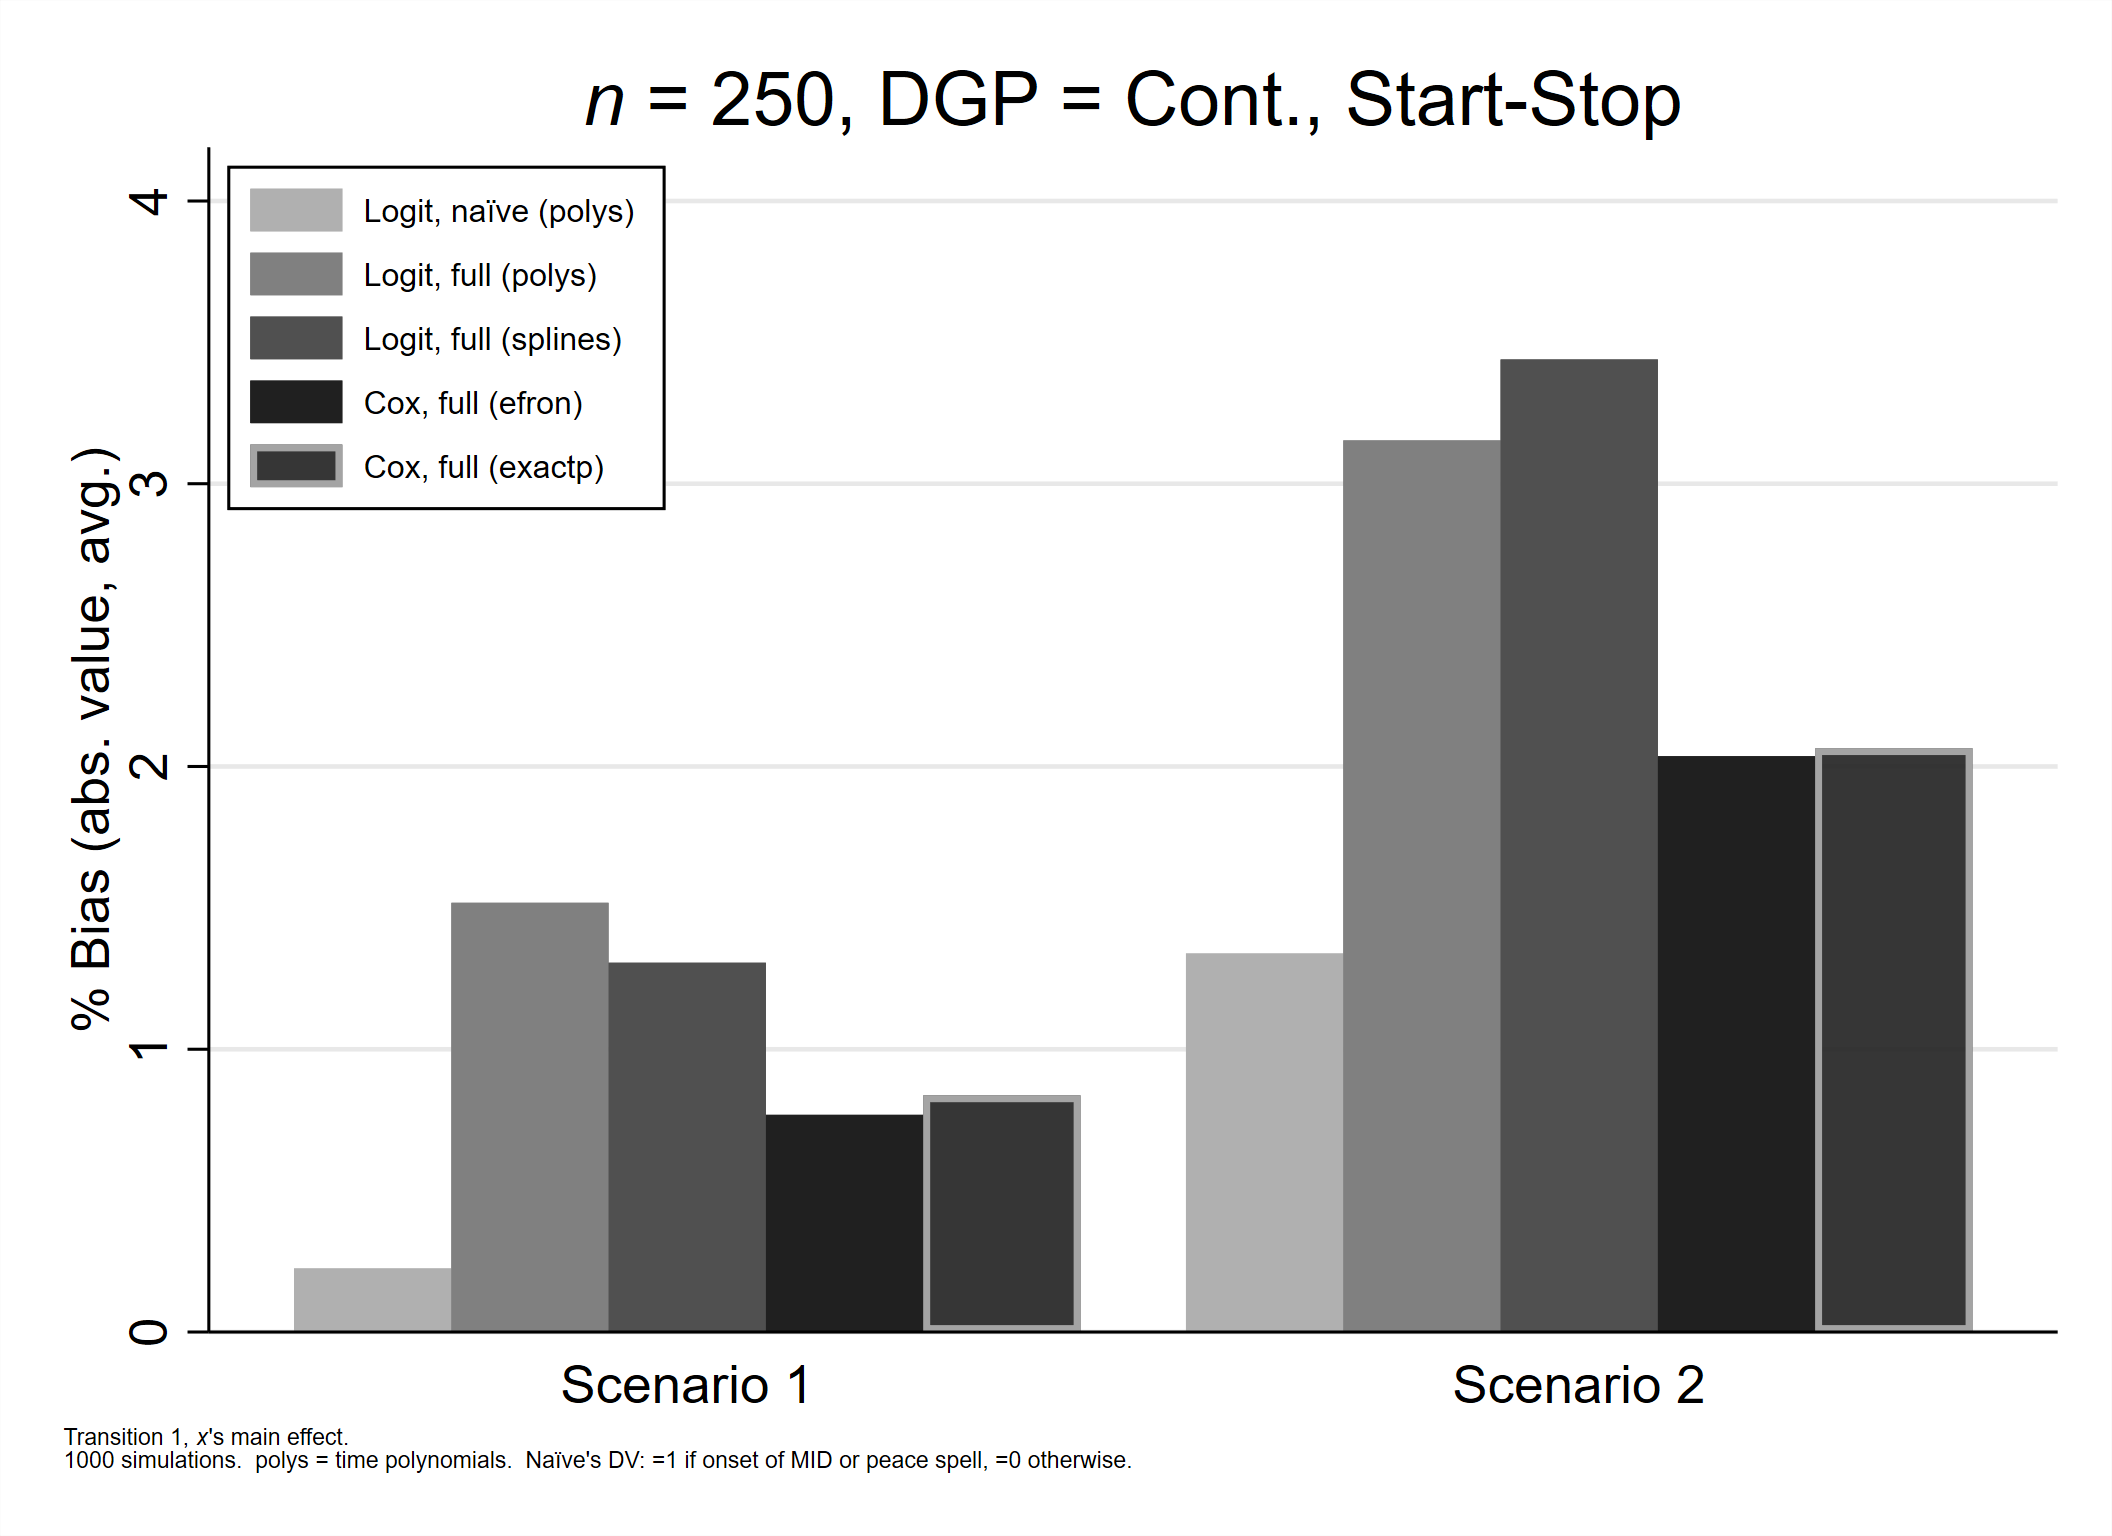 n = 250, DGP = Cont., Start-Stop
Logit, naïve (polys)
Logit, full (polys)
Logit, full (splines)
Cox, full (efron)
Cox, full (exactp)
% Bias (abs. value, avg.)
4
3
2
1
0
Scenario 1
Scenario 2
Transition 1, x's main effect.
1000 simulations.  polys = time polynomials.  Naïve's DV: =1 if onset of MID or peace spell, =0 otherwise.